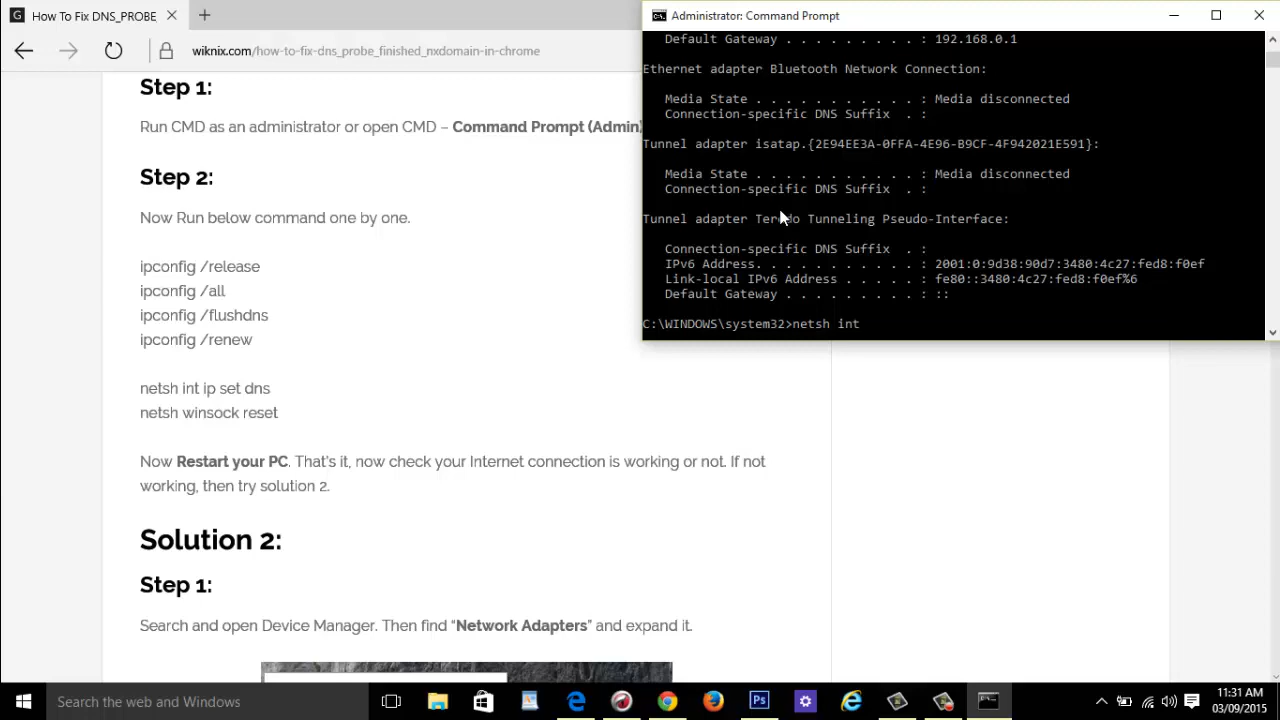 How To Fix DNS_PROBE
wiknix.com/how-to-fix-dns_probe_finished_nxdomain-in-chrome
Step 1:
Run CMD as an administrator or open CMD – Command Prompt (Admin)
Step 2:
Now Run below command one by one.
ipconfig /release
ipconfig /all
ipconfig /flushdns
ipconfig /renew
netsh int ip set dns
netsh winsock reset
Now Restart your PC. That's it, now check your Internet connection is working or not. If not
working, then try solution 2.
Solution 2:
Step 1:
Search and open Device Manager. Then find “Network Adapters” and expand it.
Administrator: Command Prompt
Default Gateway . . . . . . . . . : 192.168.0.1
Ethernet adapter Bluetooth Network Connection:
Media State . . . . . . . . . . . : Media disconnected
Connection-specific DNS Suffix  . :
Tunnel adapter isatap.{2E94EE3A-0FFA-4E96-B9CF-4F942021E591}:
Media State . . . . . . . . . . . : Media disconnected
Connection-specific DNS Suffix  . :
Tunnel adapter Teredo Tunneling Pseudo-Interface:
Connection-specific DNS Suffix  . :
IPv6 Address. . . . . . . . . . . : 2001:0:9d38:90d7:3480:4c27:fed8:f0ef
Link-local IPv6 Address . . . . . : fe80::3480:4c27:fed8:f0ef%6
Default Gateway . . . . . . . . . : ::
C:\WINDOWS\system32>netsh int
Search the web and Windows
11:31 AM
03/09/2015